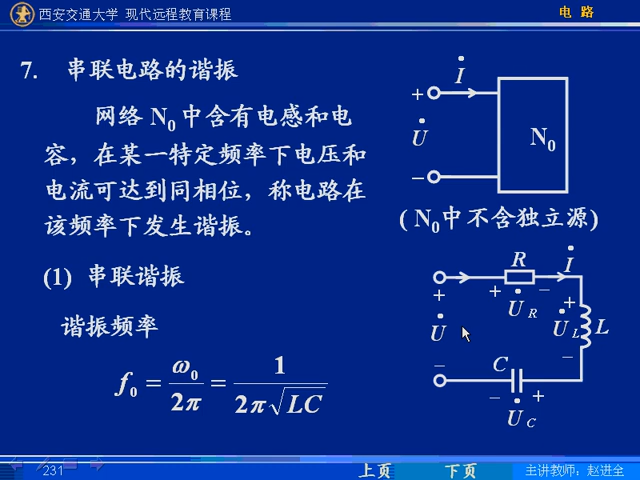 西安交通大学 现代远程教育课程
电 路
7. 串联电路的谐振
网络 N₀ 中含有电感和电
容，在某一特定频率下电压和
电流可达到同相位，称电路在
该频率下发生谐振。
(1) 串联谐振
谐振频率
f₀ = ω₀/2π = 1/2π√LC
İ
+
U̇
N₀
−
( N₀中不含独立源)
R
İ
+ + U̇_R − +
U̇ U̇_L L
− C −
− U̇_C +
231
上页
下页
主讲教师：赵进全